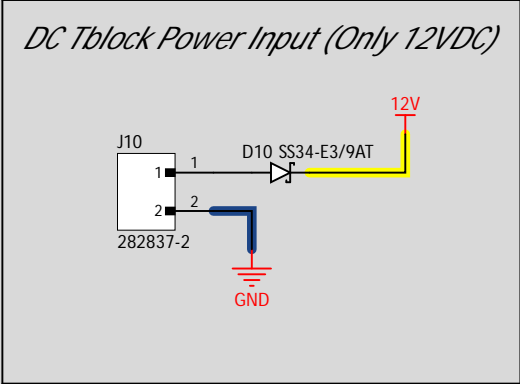 DC Tblock Power Input (Only 12VDC)
12V
J10
D10 SS34-E3/9AT
1 1
2 2
282837-2
GND